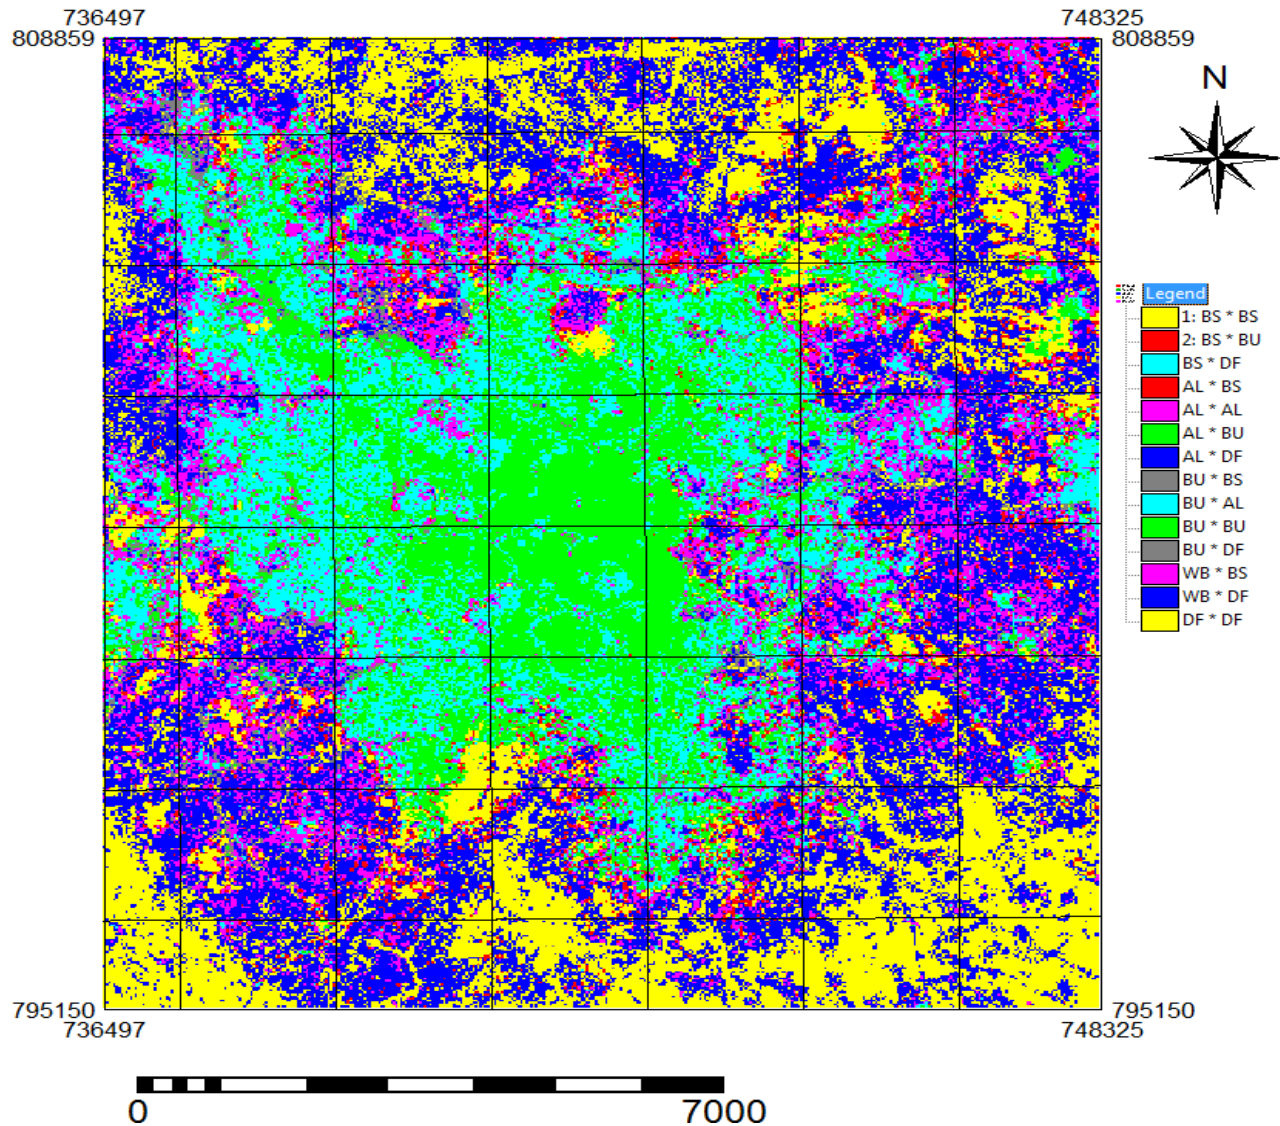 736497 748325
808859 808859
N
Legend
1: BS * BS
2: BS * BU
BS * DF
AL * BS
AL * AL
AL * BU
AL * DF
BU * BS
BU * AL
BU * BU
BU * DF
WB * BS
WB * DF
DF * DF
795150 795150
736497 748325
0 7000